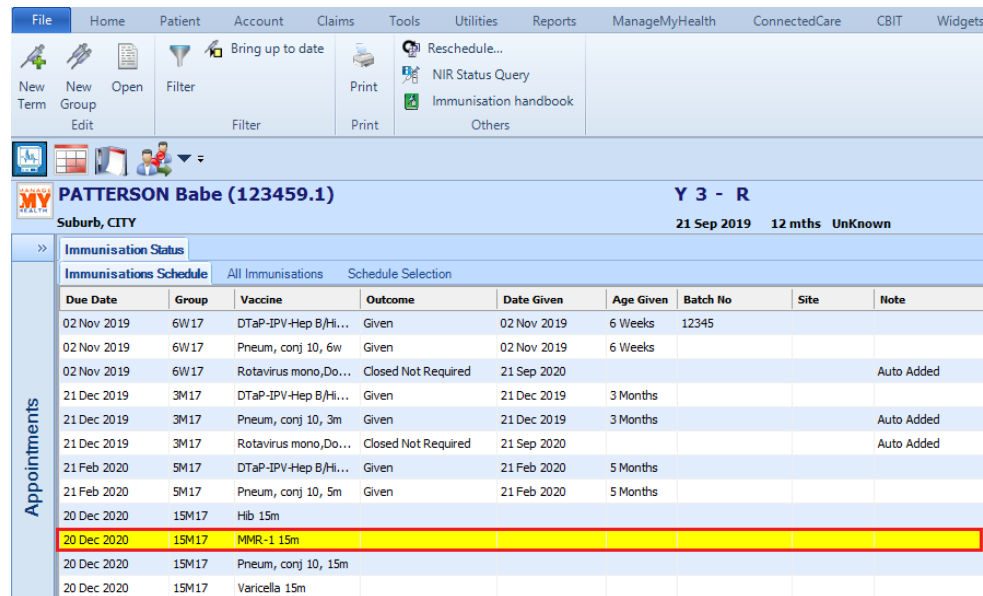 File Home Patient Account Claims Tools Utilities Reports ManageMyHealth ConnectedCare CBIT Widgets
New Term
New Group
Open
Edit
Filter
Bring up to date
Filter
Print
Print
Reschedule...
NIR Status Query
Immunisation handbook
Others
MANAGE MY HEALTH
PATTERSON Babe (123459.1) Y 3 - R
Suburb, CITY 21 Sep 2019 12 mths UnKnown
»
Appointments
Immunisation Status
Immunisations Schedule All Immunisations Schedule Selection
Due Date Group Vaccine Outcome Date Given Age Given Batch No Site Note
02 Nov 2019 6W17 DTaP-IPV-Hep B/Hi... Given 02 Nov 2019 6 Weeks 12345
02 Nov 2019 6W17 Pneum, conj 10, 6w Given 02 Nov 2019 6 Weeks
02 Nov 2019 6W17 Rotavirus mono,Do... Closed Not Required 21 Sep 2020 Auto Added
21 Dec 2019 3M17 DTaP-IPV-Hep B/Hi... Given 21 Dec 2019 3 Months
21 Dec 2019 3M17 Pneum, conj 10, 3m Given 21 Dec 2019 3 Months Auto Added
21 Dec 2019 3M17 Rotavirus mono,Do... Closed Not Required 21 Sep 2020 Auto Added
21 Feb 2020 5M17 DTaP-IPV-Hep B/Hi... Given 21 Feb 2020 5 Months
21 Feb 2020 5M17 Pneum, conj 10, 5m Given 21 Feb 2020 5 Months
20 Dec 2020 15M17 Hib 15m
20 Dec 2020 15M17 MMR-1 15m
20 Dec 2020 15M17 Pneum, conj 10, 15m
20 Dec 2020 15M17 Varicella 15m